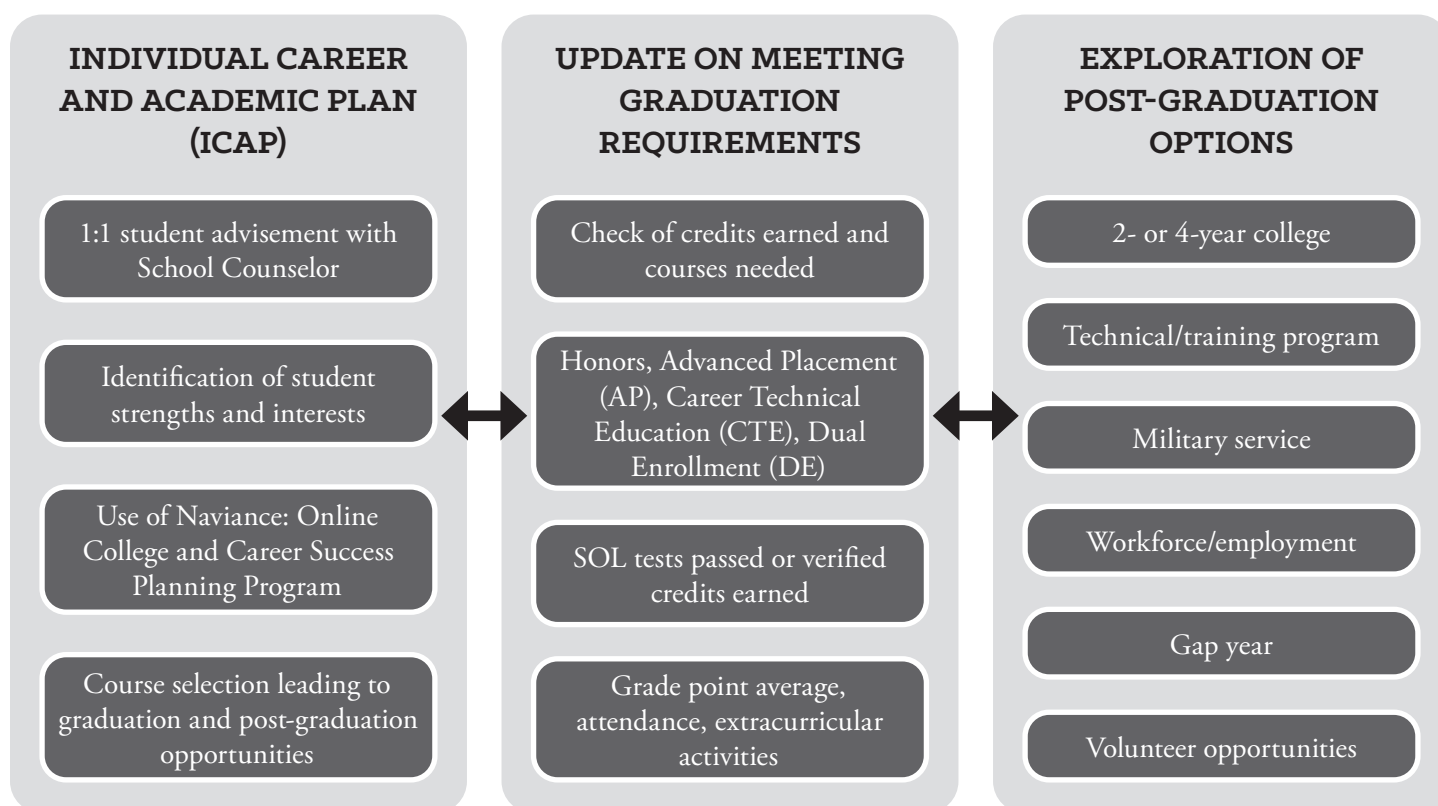 INDIVIDUAL CAREER
AND ACADEMIC PLAN
(ICAP)
1:1 student advisement with
School Counselor
Identification of student
strengths and interests
Use of Naviance: Online
College and Career Success
Planning Program
Course selection leading to
graduation and post-graduation
opportunities
UPDATE ON MEETING
GRADUATION
REQUIREMENTS
Check of credits earned and
courses needed
Honors, Advanced Placement
(AP), Career Technical
Education (CTE), Dual
Enrollment (DE)
SOL tests passed or verified
credits earned
Grade point average,
attendance, extracurricular
activities
EXPLORATION OF
POST-GRADUATION
OPTIONS
2- or 4-year college
Technical/training program
Military service
Workforce/employment
Gap year
Volunteer opportunities